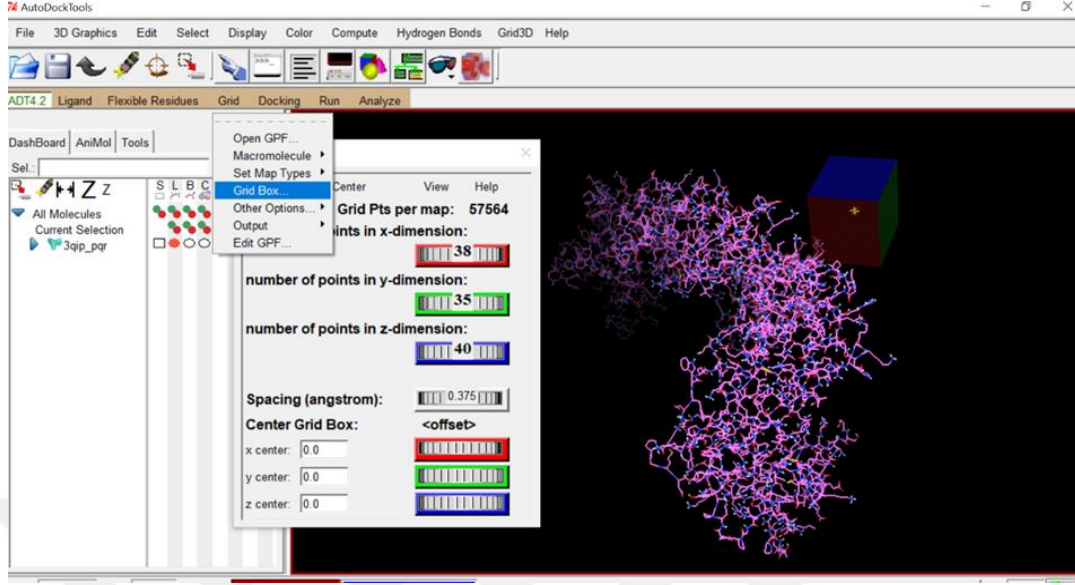 AutoDockTools
File 3D Graphics Edit Select Display Color Compute Hydrogen Bonds Grid3D Help
ADT4.2 Ligand Flexible Residues Grid Docking Run Analyze
DashBoard AniMol Tools
Sel.:
S L B C
All Molecules
Current Selection
3qip_pqr
Open GPF...
Macromolecule
Set Map Types
Grid Box...
Other Options...
Output
Edit GPF...
Center View Help
Grid Pts per map: 57564
ints in x-dimension:
38
number of points in y-dimension:
35
number of points in z-dimension:
40
Spacing (angstrom): 0.375
Center Grid Box: <offset>
x center: 0.0
y center: 0.0
z center: 0.0